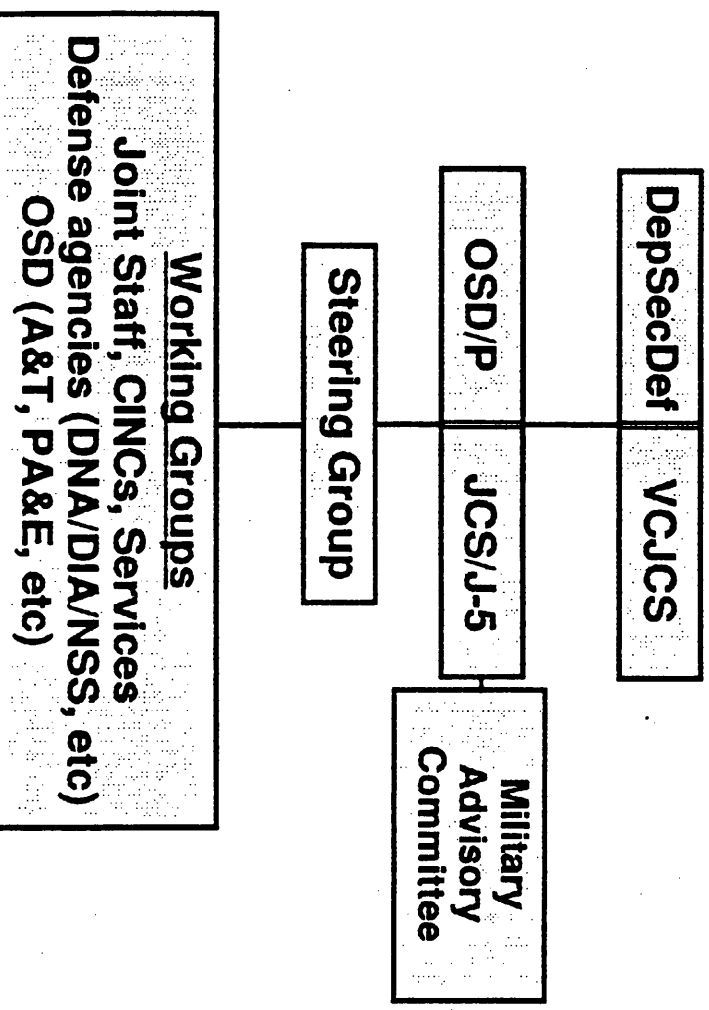 DepSecDef VCJCS
OSD/P JCS/J-5
Military
Advisory
Committee
Steering Group
Working Groups
Joint Staff, CINCs, Services
Defense agencies (DNA/DIA/NSS, etc)
OSD (A&T, PA&E, etc)